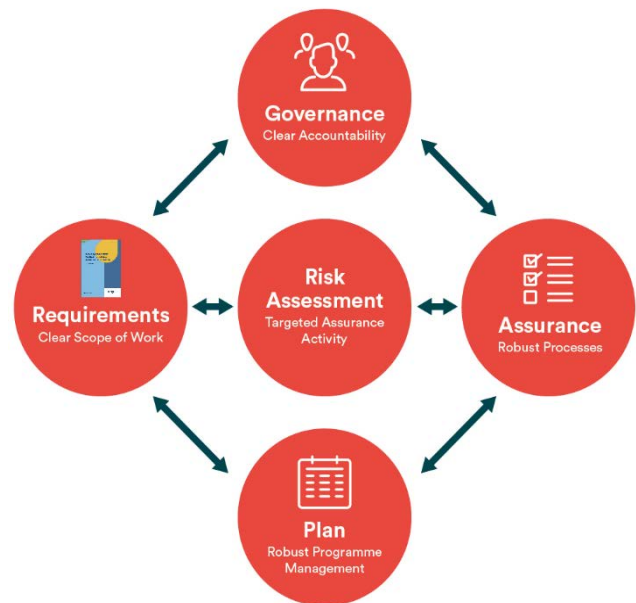 Governance
Clear Accountability
Requirements
Clear Scope of Work
Risk
Assessment
Targeted Assurance
Activity
Assurance
Robust Processes
Plan
Robust Programme
Management